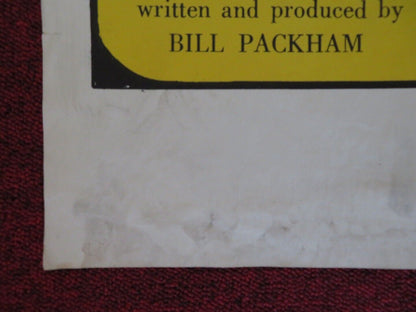 written and produced by
BILL PACKHAM